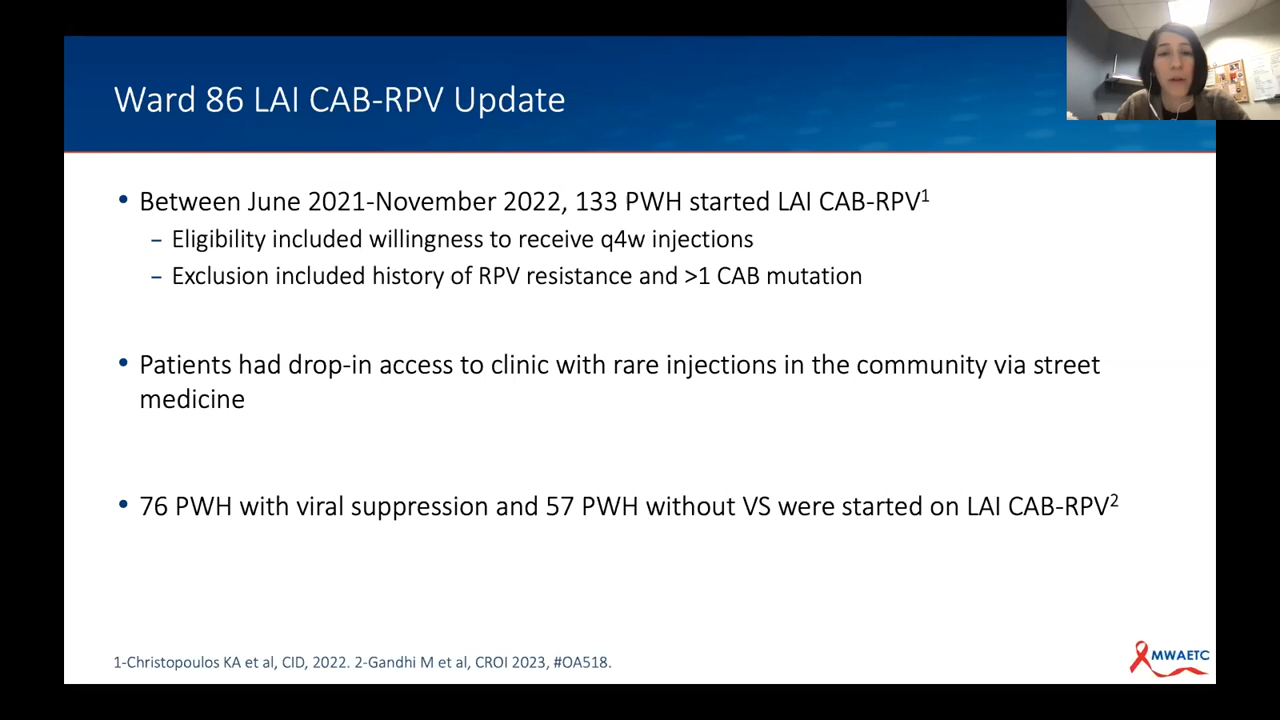 Ward 86 LAI CAB-RPV Update
• Between June 2021-November 2022, 133 PWH started LAI CAB-RPV¹
– Eligibility included willingness to receive q4w injections
– Exclusion included history of RPV resistance and >1 CAB mutation
• Patients had drop-in access to clinic with rare injections in the community via street
medicine
• 76 PWH with viral suppression and 57 PWH without VS were started on LAI CAB-RPV²
1-Christopoulos KA et al, CID, 2022. 2-Gandhi M et al, CROI 2023, #OA518.
MWAETC